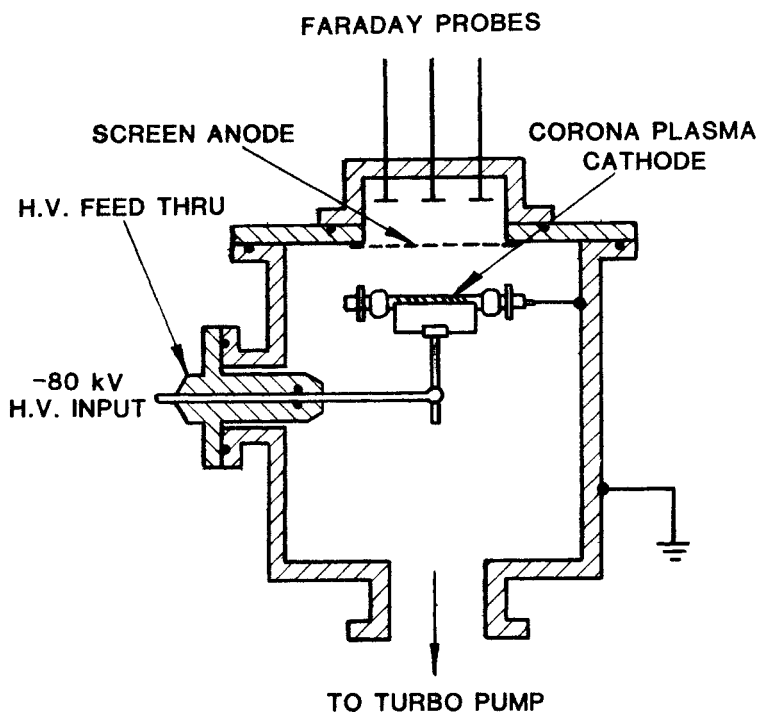 FARADAY PROBES
SCREEN ANODE
CORONA PLASMA
CATHODE
H.V. FEED THRU
-80 kV
H.V. INPUT
TO TURBO PUMP